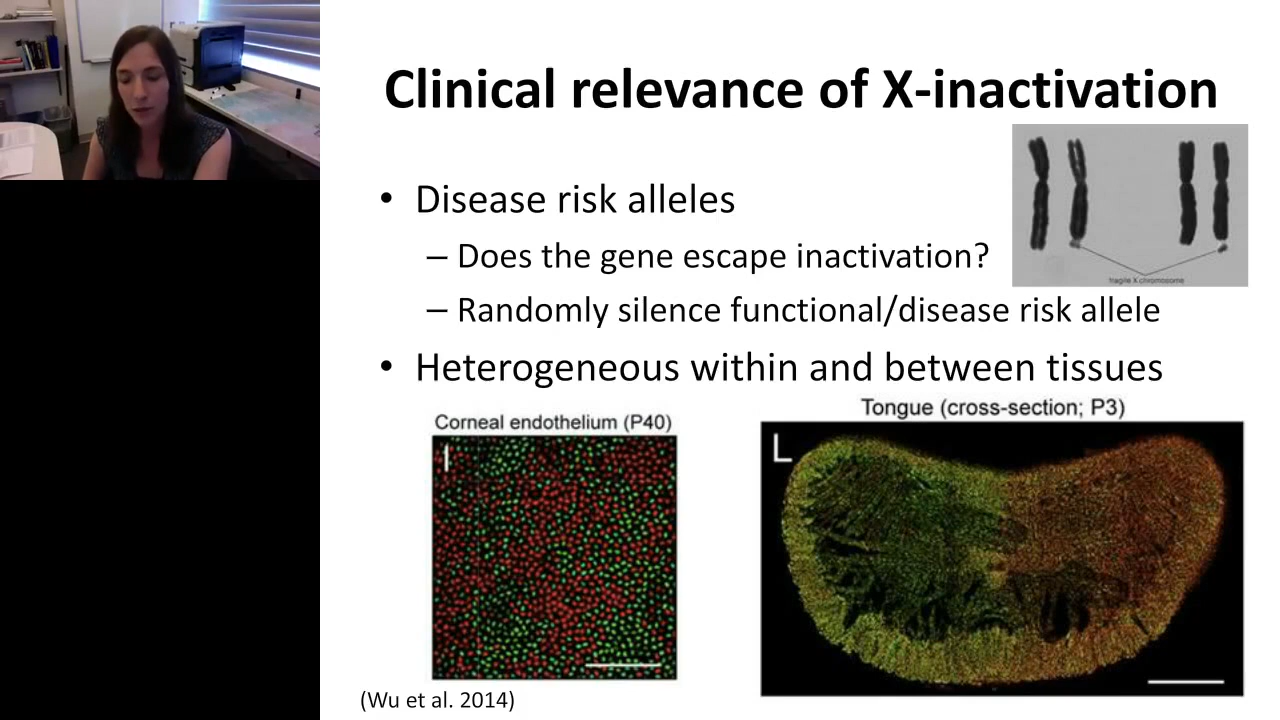 Clinical relevance of X-inactivation
• Disease risk alleles
– Does the gene escape inactivation?
fragile X chromosome
– Randomly silence functional/disease risk allele
• Heterogeneous within and between tissues
Corneal endothelium (P40)
I
Tongue (cross-section; P3)
L
(Wu et al. 2014)